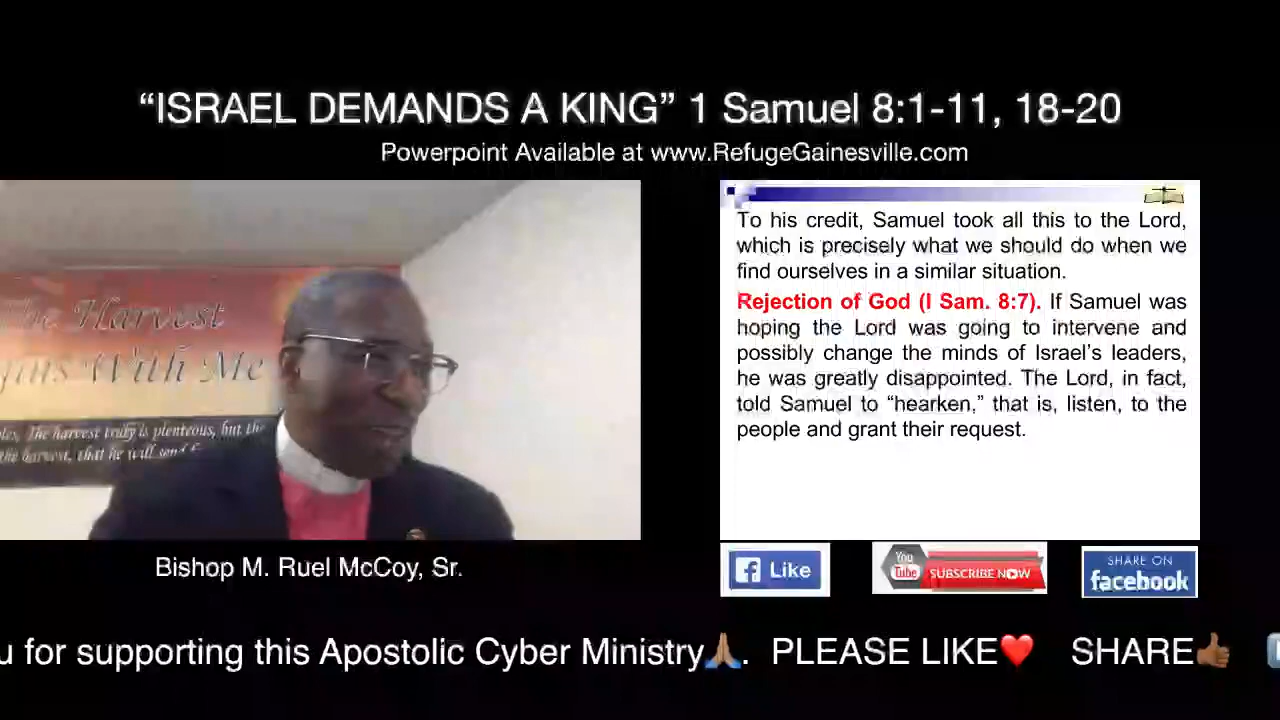 “ISRAEL DEMANDS A KING” 1 Samuel 8:1-11, 18-20
Powerpoint Available at www.RefugeGainesville.com
The Harvest
With Me
The harvest truly is plenteous, but the
the harvest, that he will send
To his credit, Samuel took all this to the Lord,
which is precisely what we should do when we
find ourselves in a similar situation.
Rejection of God (I Sam. 8:7). If Samuel was
hoping the Lord was going to intervene and
possibly change the minds of Israel’s leaders,
he was greatly disappointed. The Lord, in fact,
told Samuel to “hearken,” that is, listen, to the
people and grant their request.
Bishop M. Ruel McCoy, Sr.
Like
You
Tube
SUBSCRIBE NOW
SHARE ON
facebook
u for supporting this Apostolic Cyber Ministry🙏🏽. PLEASE LIKE❤️ SHARE👍🏽